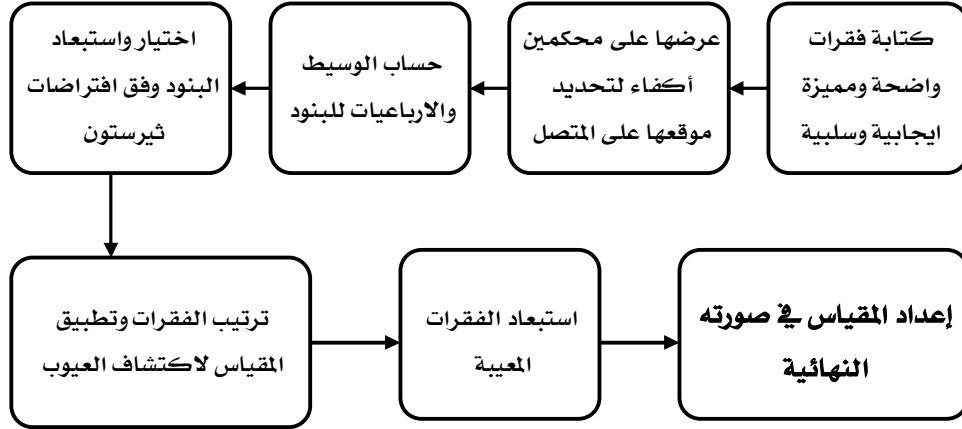 كتابة فقرات
واضحة ومميزة
ايجابية وسلبية
عرضها على محكمين
أكفاء لتحديد
موقعها على المتصل
حساب الوسيط
والارباعيات للبنود
اختيار واستبعاد
البنود وفق افتراضات
ثيرستون
ترتيب الفقرات وتطبيق
المقياس لاكتشاف العيوب
استبعاد الفقرات
المعيبة
إعداد المقياس في صورته
النهائية